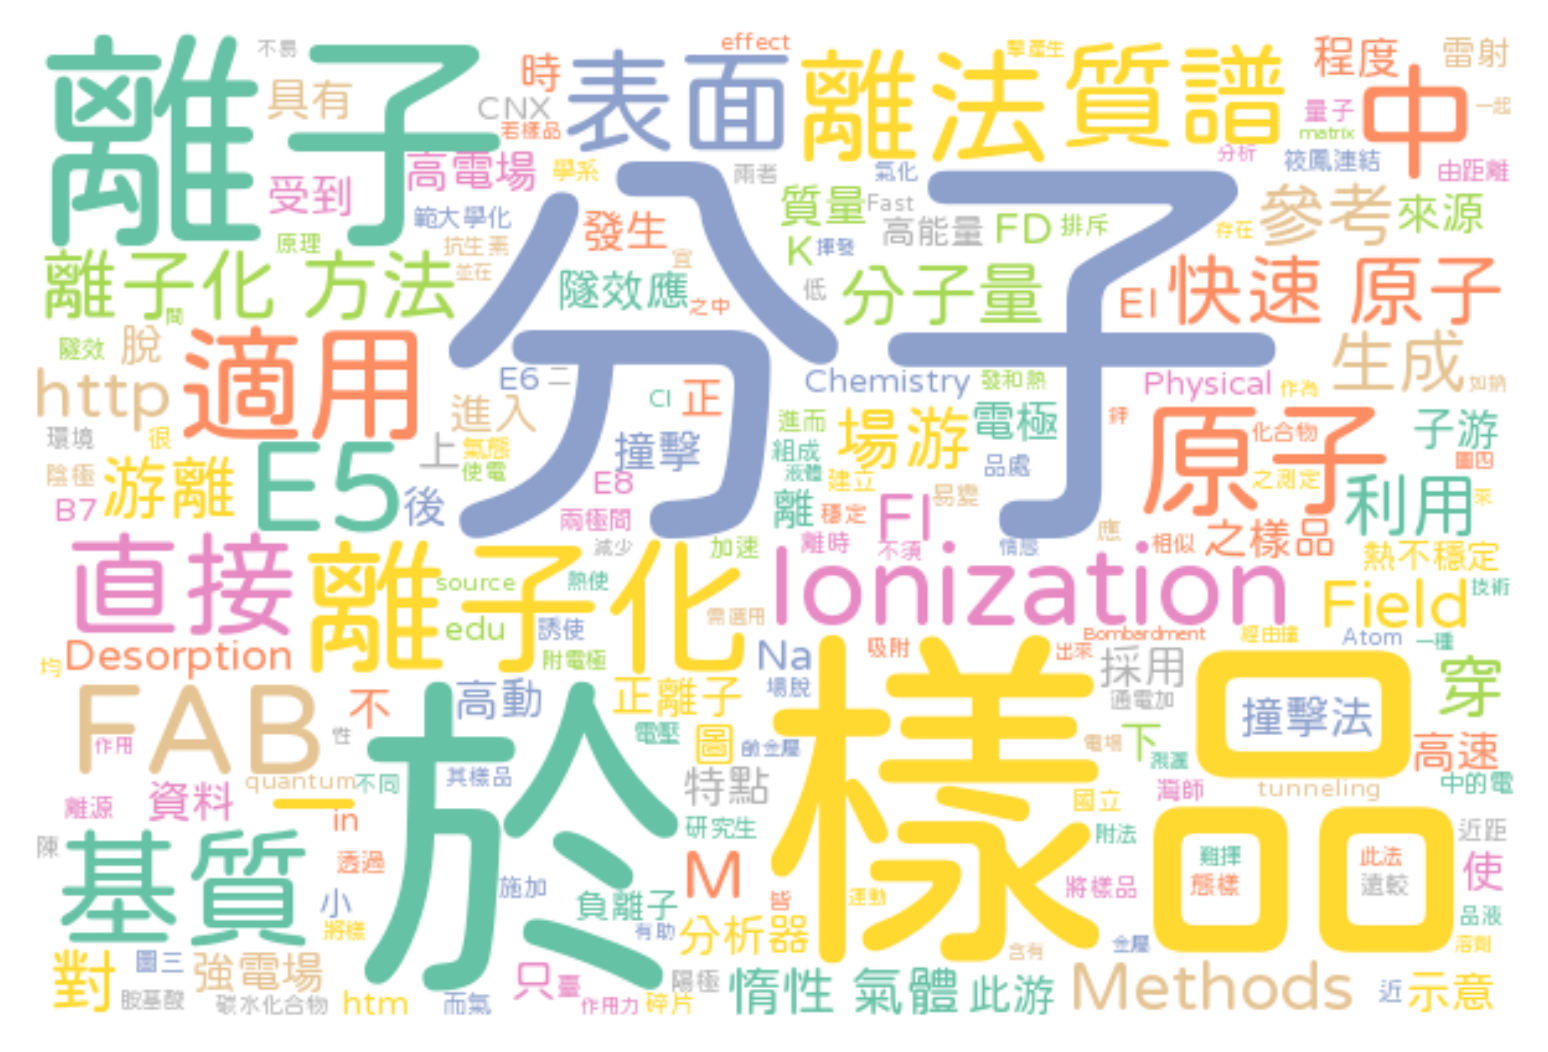 不易
effect
擊產生
離子
具有
時
表面
離法質譜
程度
雷射
CNX
若樣品
量子
中
一起
matrix
高電場
學系
兩者
氣化
分析
筱鳳連結
由距離
受到
分子
質量
Fast
參考
來源
範大學化
發生
高能量
FD
排斥
存在
原理
抗生素
K
揮發
宜
離子化 方法
並在
隧效應
之中
低
分子量
EI
快速 原子
間
隧效
脫
適用
http
E6
二
CI
正
Chemistry
發和熱
Physical
作為
生成
如鈉
進入
環境
很
上
氣態
撞擊
進而
場游
電極
鉀
原子
化合物
子游
組成
品處
圖四
陰極
游離
E5
使電
液體
建立
E8
易變
之測定
利用
來
B7
後
兩極間
離
穩定
FI
應
相似
之樣品
直接
離子化
減少
加速
離時
不須
情態
Ionization
熱不穩定
source
熱使
Field
技術
edu
誘使
需選用
Bombardment
經由撞
Atom
一種
均
Desorption
附電極
Na
吸附
出來
採用
穿
FAB
不
高動
正離子
場脫
樣品
通電加
撞擊法
作用
性
於
電壓
圖
鹼金屬
電場
下
濺灑
高速
quantum
不同
其樣品
特點
tunneling
中的電
離源
資料
一
in
國立
灣師
陳
基質
透過
研究生
附法
近距
難揮
此法
態樣
遠較
M
使
小
施加
負離子
皆
運動
將樣品
品液
將樣
有助
分析器
含有
金屬
溶劑
對
圖三
強電場
只
臺
陽極
惰性 氣體
此游
Methods
近
示意
胺基酸
碳水化合物
htm
而氣
作用力
碎片